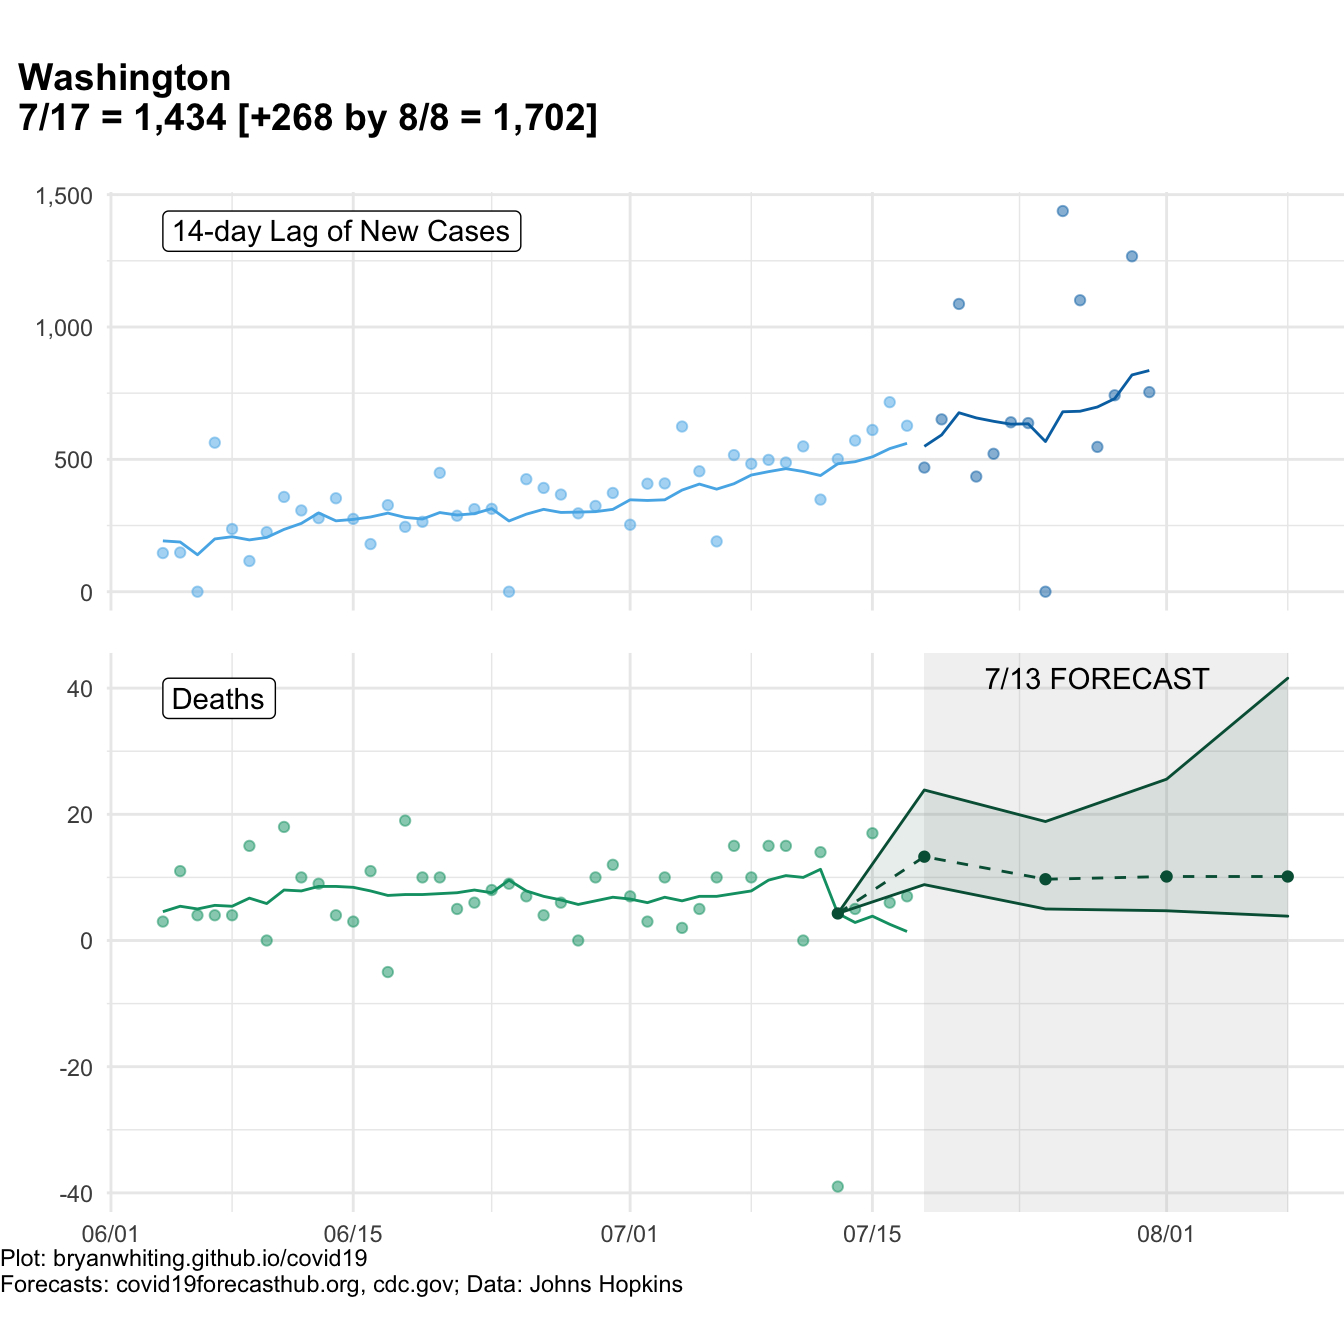 Washington
7/17 = 1,434 [+268 by 8/8 = 1,702]
1,500
14-day Lag of New Cases
1,000
500
0
7/13 FORECAST
40
Deaths
20
0
-20
-40
06/01
06/15
07/01
07/15
08/01
Plot: bryanwhiting.github.io/covid19
Forecasts: covid19forecasthub.org, cdc.gov; Data: Johns Hopkins